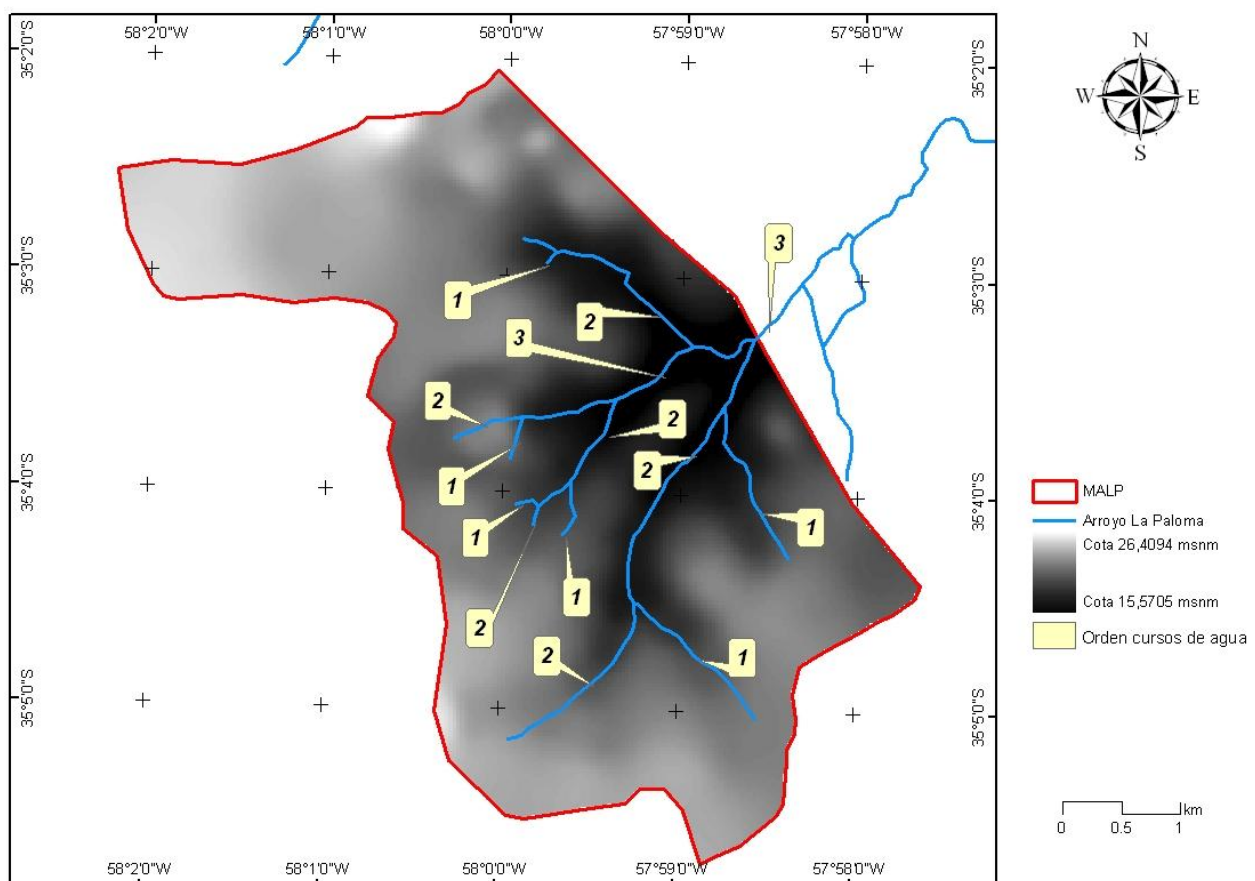 58°2'0"W 58°1'0"W 58°0'0"W 57°59'0"W 57°58'0"W
35°2'0"S
35°2'0"S
N
W
E
S
3
35°3'0"S
35°3'0"S
1
2
3
2
2
2
1
35°4'0"S
35°4'0"S
1
1
1
2
2
1
35°5'0"S
35°5'0"S
58°2'0"W 58°1'0"W 58°0'0"W 57°59'0"W 57°58'0"W
MALP
Arroyo La Paloma
Cota 26,4094 msnm
Cota 15,5705 msnm
Orden cursos de agua
km
0 0.5 1